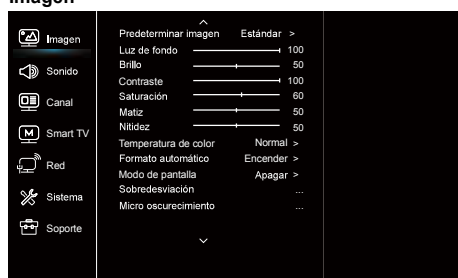 Imagen
Imagen
Sonido
Canal
Smart TV
Red
Sistema
Soporte
Predeterminar imagen Estándar >
Luz de fondo 100
Brillo 50
Contraste 100
Saturación 60
Matiz 50
Nitidez 50
Temperatura de color Normal >
Formato automático Encender >
Modo de pantalla Apagar >
Sobredesviación ...
Micro oscurecimiento ...